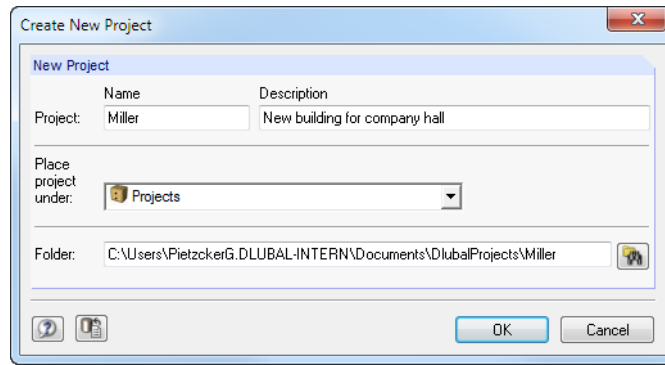 Create New Project
New Project
Name Description
Project: Miller New building for company hall
Place
project
under: Projects
Folder: C:\Users\PietzckerG.DLUBAL-INTERN\Documents\DlubalProjects\Miller
OK Cancel